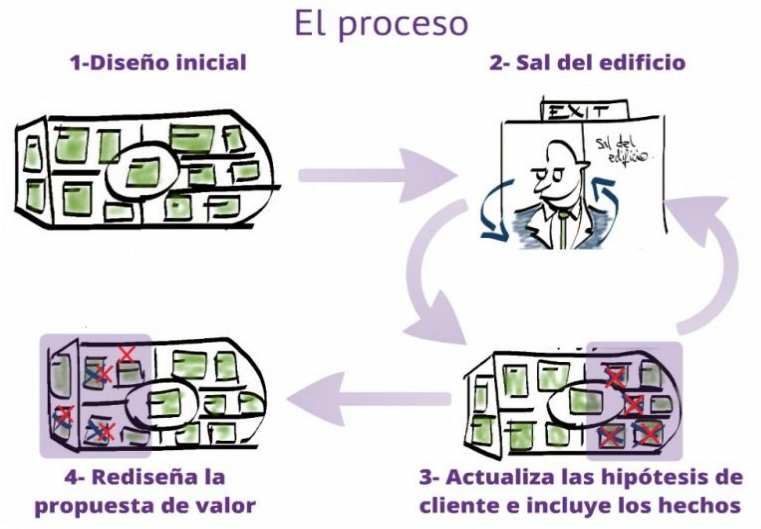 El proceso
1-Diseño inicial
2- Sal del edificio
EXIT
Sal del
edificio.
4- Rediseña la
propuesta de valor
3- Actualiza las hipótesis de
cliente e incluye los hechos